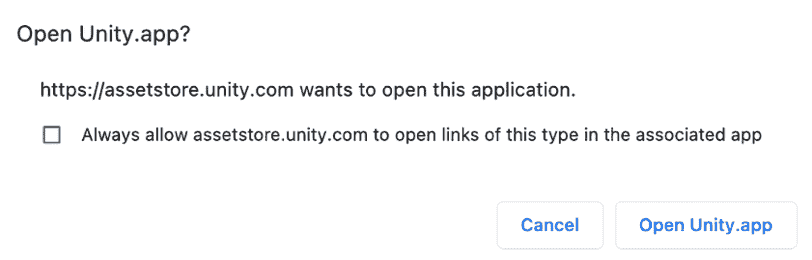 Open Unity.app?
https://assetstore.unity.com wants to open this application.
Always allow assetstore.unity.com to open links of this type in the associated app
Cancel
Open Unity.app